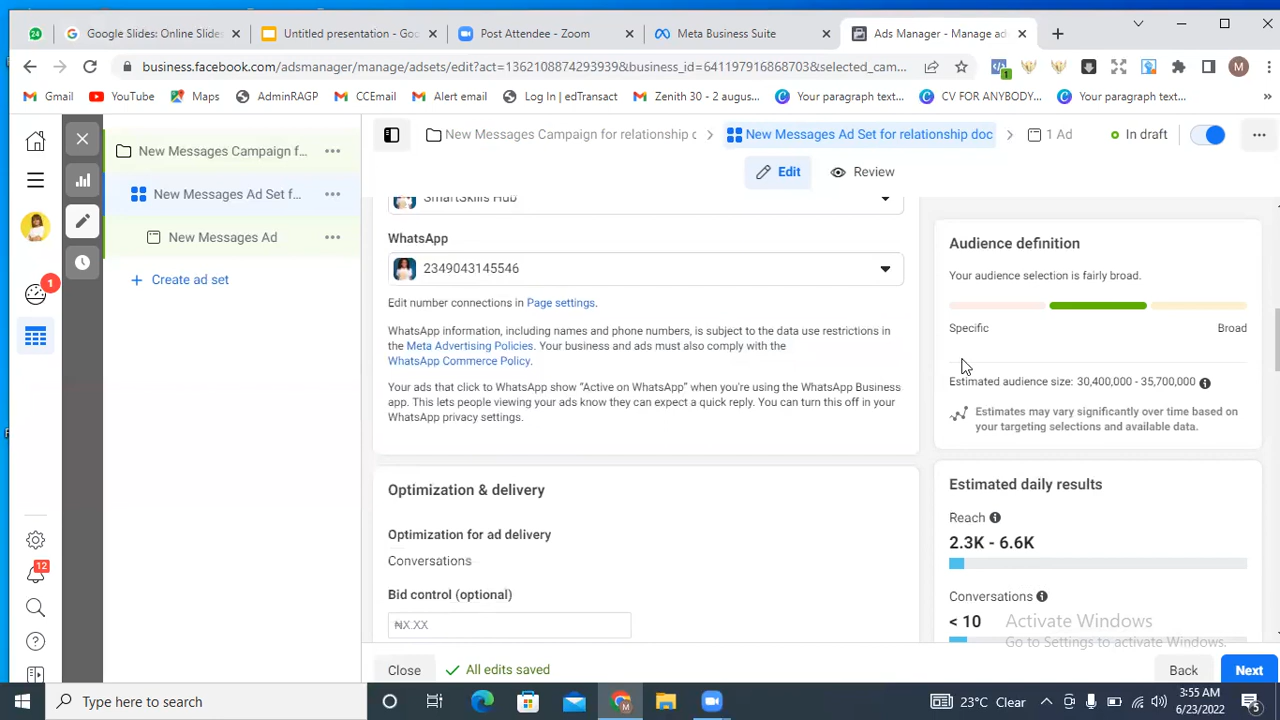 24
Google Slides: Online Slide
Untitled presentation - Goo
Post Attendee - Zoom
Meta Business Suite
Ads Manager - Manage ad
business.facebook.com/adsmanager/manage/adsets/edit?act=1362108874293939&business_id=641197916868703&selected_cam...
1
M
Gmail
YouTube
Maps
AdminRAGP
CCEmail
Alert email
Log In | edTransact
Zenith 30 - 2 augus...
Your paragraph text...
CV FOR ANYBODY...
Your paragraph text...
»
New Messages Campaign f...
New Messages Ad Set f...
New Messages Ad
+ Create ad set
1
12
New Messages Campaign for relationship c
New Messages Ad Set for relationship doc
1 Ad
In draft
Edit
Review
SmartSkills Hub
WhatsApp
2349043145546
Edit number connections in Page settings.
WhatsApp information, including names and phone numbers, is subject to the data use restrictions in
the Meta Advertising Policies. Your business and ads must also comply with the
WhatsApp Commerce Policy.
Your ads that click to WhatsApp show “Active on WhatsApp” when you're using the WhatsApp Business
app. This lets people viewing your ads know they can expect a quick reply. You can turn this off in your
WhatsApp privacy settings.
Optimization & delivery
Optimization for ad delivery
Conversations
Bid control (optional)
₦X.XX
Audience definition
Your audience selection is fairly broad.
Specific
Broad
Estimated audience size: 30,400,000 - 35,700,000
Estimates may vary significantly over time based on
your targeting selections and available data.
Estimated daily results
Reach
2.3K - 6.6K
Conversations
< 10
Activate Windows
Go to Settings to activate Windows.
Close
All edits saved
Back
Next
Type here to search
23°C Clear
3:55 AM
6/23/2022
5